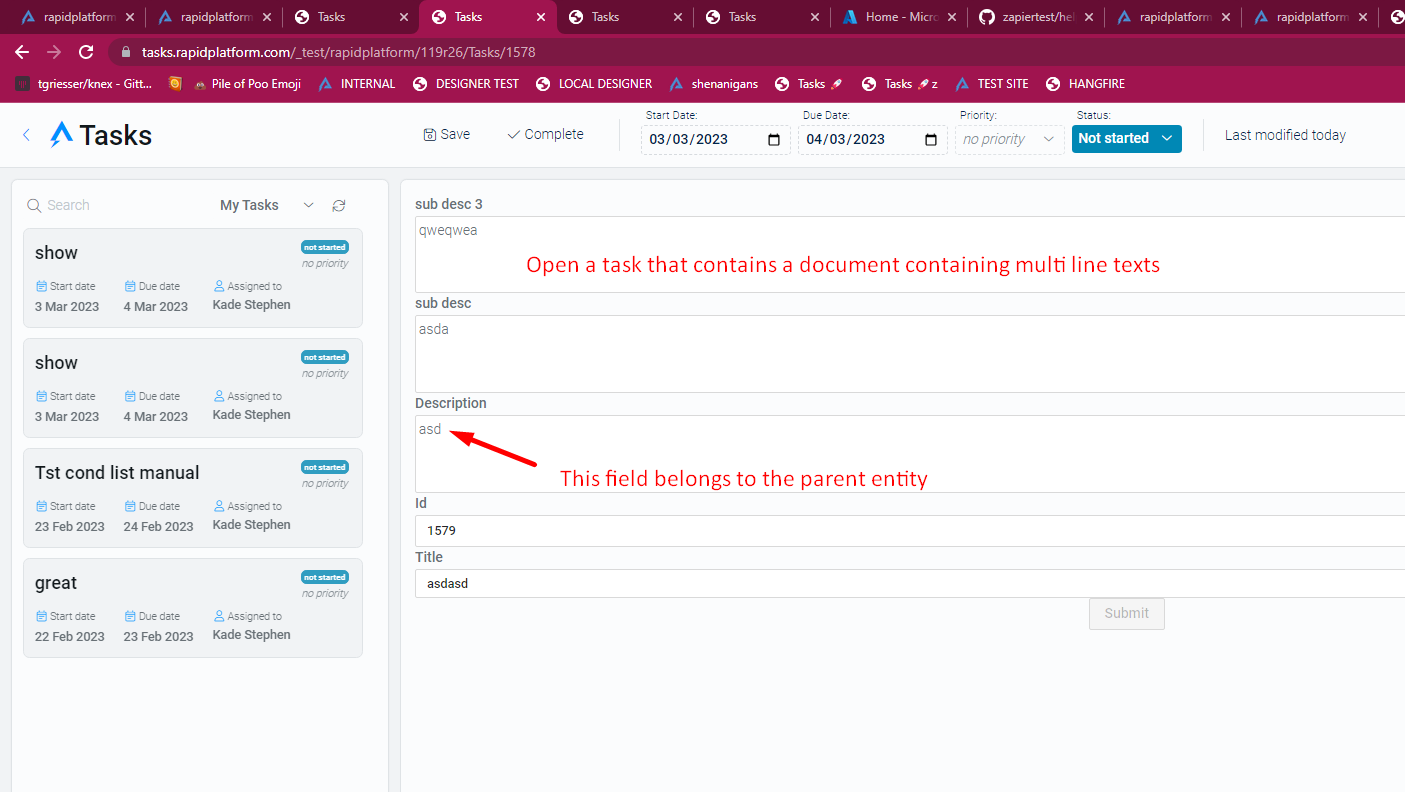 rapidplatform
rapidplatform
Tasks
Tasks
Tasks
Tasks
Home - Micro
zapiertest/hel
rapidplatform
rapidplatform
tasks.rapidplatform.com/_test/rapidplatform/119r26/Tasks/1578
tgriesser/knex - Gitt...
Pile of Poo Emoji
INTERNAL
DESIGNER TEST
LOCAL DESIGNER
shenanigans
Tasks 🚀
Tasks 🚀 z
TEST SITE
HANGFIRE
Tasks
Save
Complete
Start Date:
03/03/2023
Due Date:
04/03/2023
Priority:
no priority
Status:
Not started
Last modified today
Search
My Tasks
show
not started
no priority
Start date
Due date
Assigned to
3 Mar 2023
4 Mar 2023
Kade Stephen
show
not started
no priority
Start date
Due date
Assigned to
3 Mar 2023
4 Mar 2023
Kade Stephen
Tst cond list manual
not started
no priority
Start date
Due date
Assigned to
23 Feb 2023
24 Feb 2023
Kade Stephen
great
not started
no priority
Start date
Due date
Assigned to
22 Feb 2023
23 Feb 2023
Kade Stephen
sub desc 3
qweqwea
Open a task that contains a document containing multi line texts
sub desc
asda
Description
asd
This field belongs to the parent entity
Id
1579
Title
asdasd
Submit